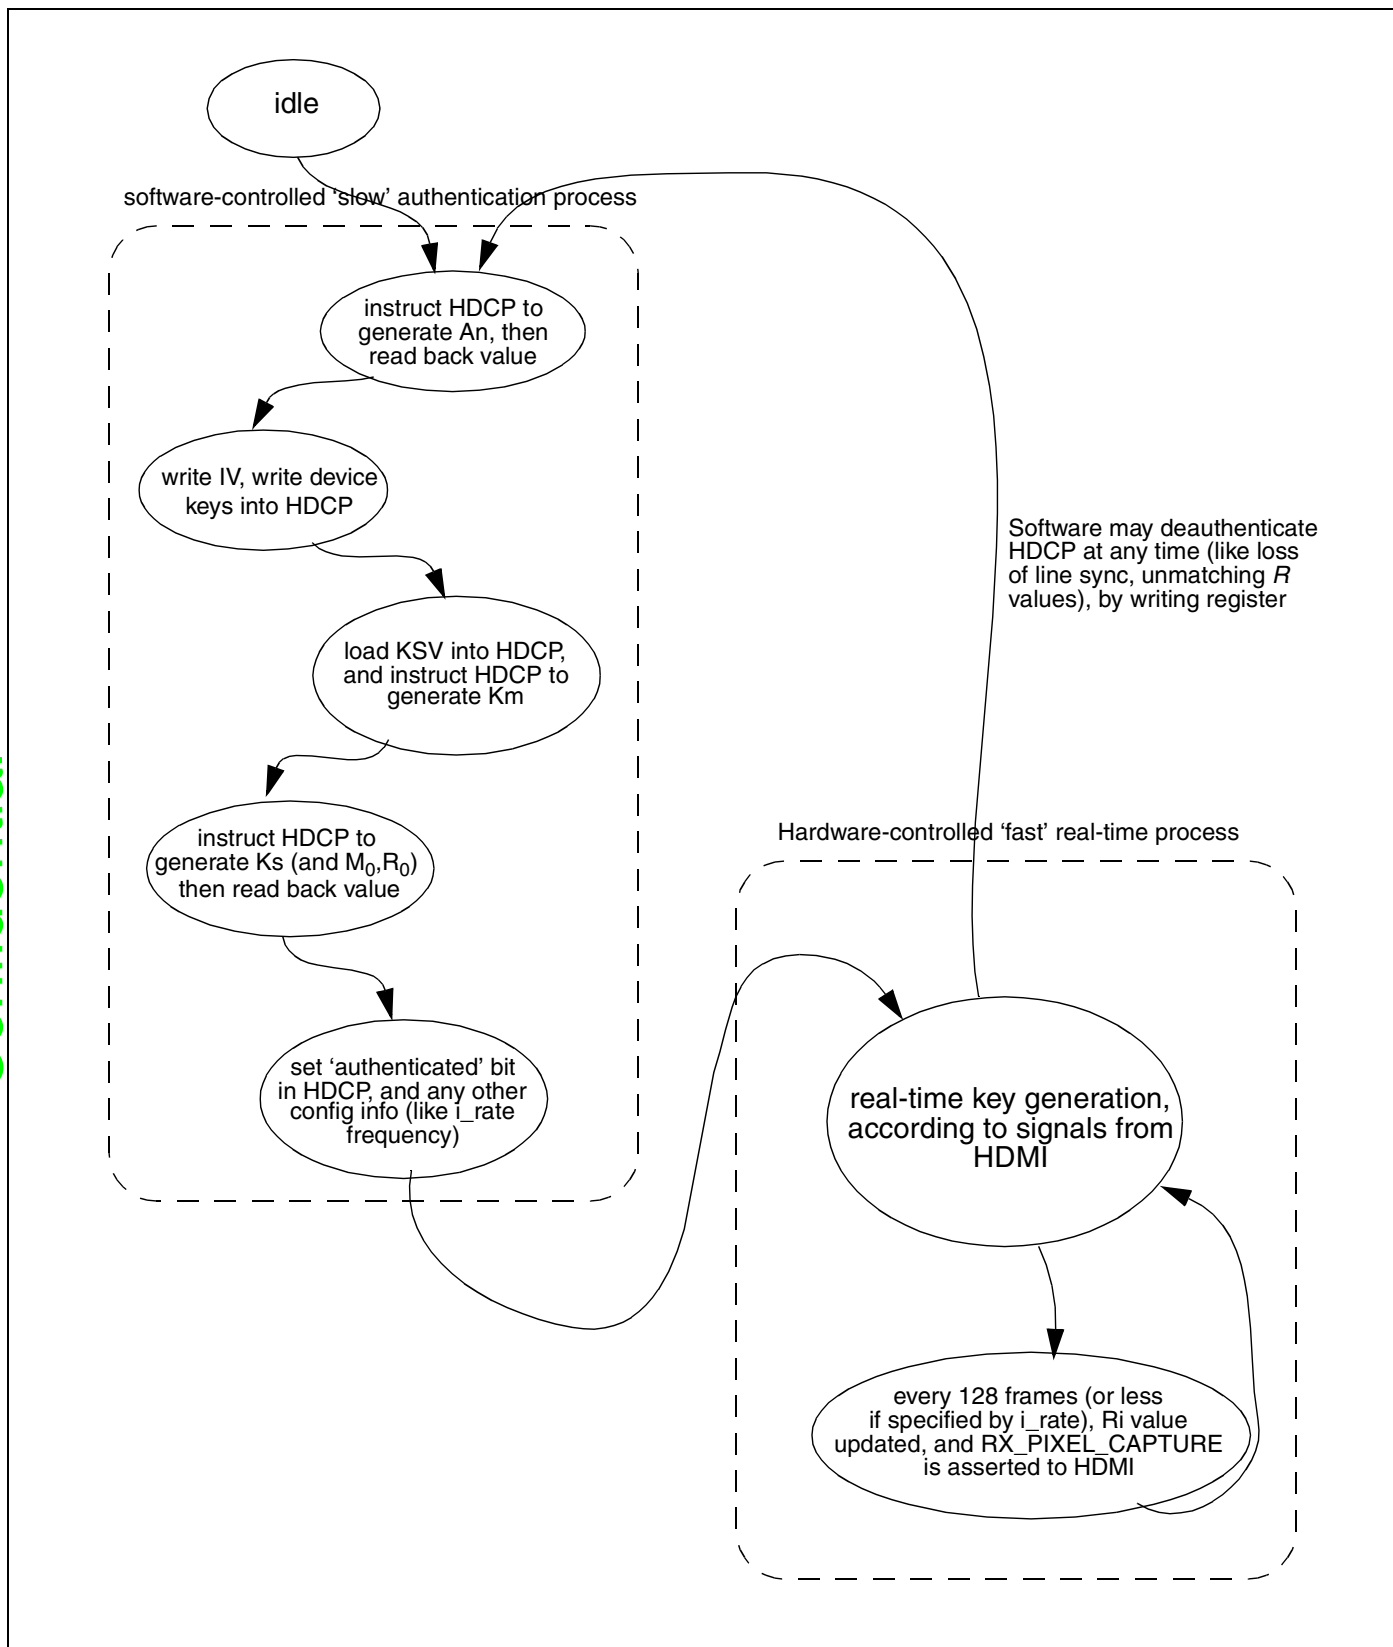 idle
software-controlled ‘slow’ authentication process
instruct HDCP to
generate An, then
read back value
write IV, write device
keys into HDCP
load KSV into HDCP,
and instruct HDCP to
generate Km
instruct HDCP to
generate Ks (and M0,R0)
then read back value
set ‘authenticated’ bit
in HDCP, and any other
config info (like i_rate
frequency)
Software may deauthenticate
HDCP at any time (like loss
of line sync, unmatching R
values), by writing register
Hardware-controlled ‘fast’ real-time process
real-time key generation,
according to signals from
HDMI
every 128 frames (or less
if specified by i_rate), Ri value
updated, and RX_PIXEL_CAPTURE
is asserted to HDMI